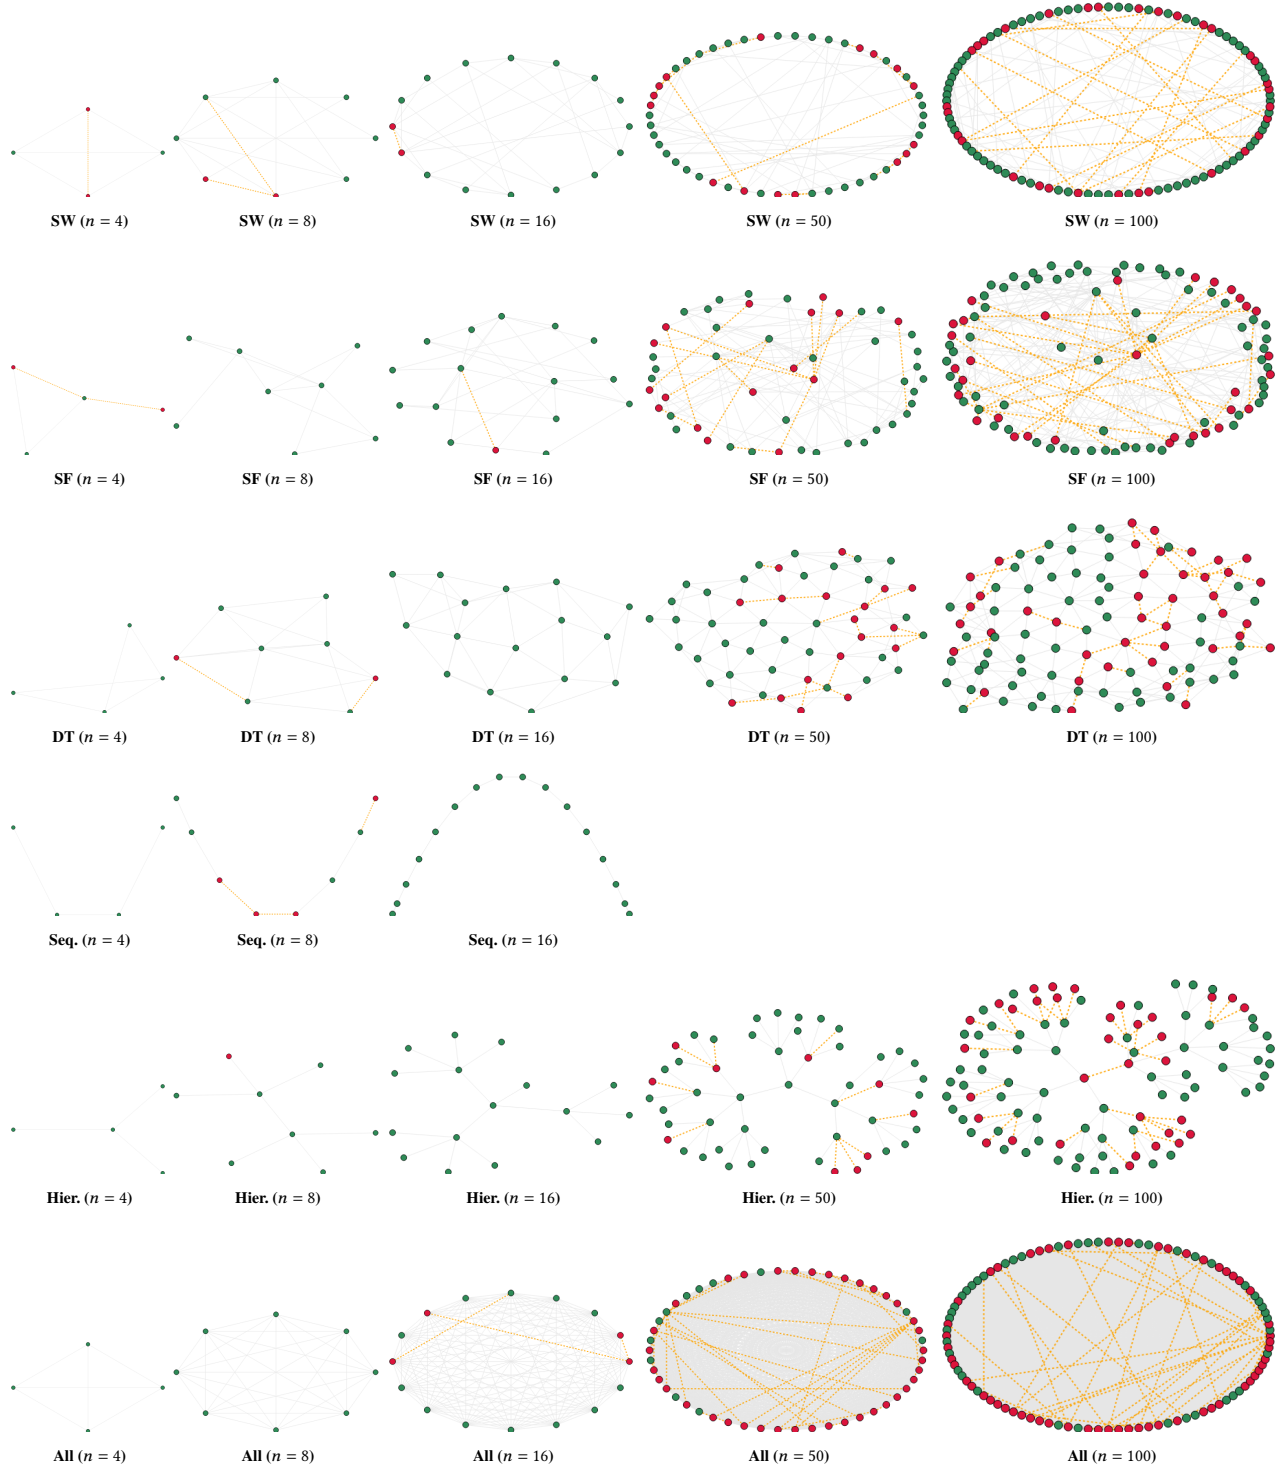 SW (n = 4) SW (n = 8) SW (n = 16) SW (n = 50) SW (n = 100)
SF (n = 4) SF (n = 8) SF (n = 16) SF (n = 50) SF (n = 100)
DT (n = 4) DT (n = 8) DT (n = 16) DT (n = 50) DT (n = 100)
Seq. (n = 4) Seq. (n = 8) Seq. (n = 16)
Hier. (n = 4) Hier. (n = 8) Hier. (n = 16) Hier. (n = 50) Hier. (n = 100)
All (n = 4) All (n = 8) All (n = 16) All (n = 50) All (n = 100)